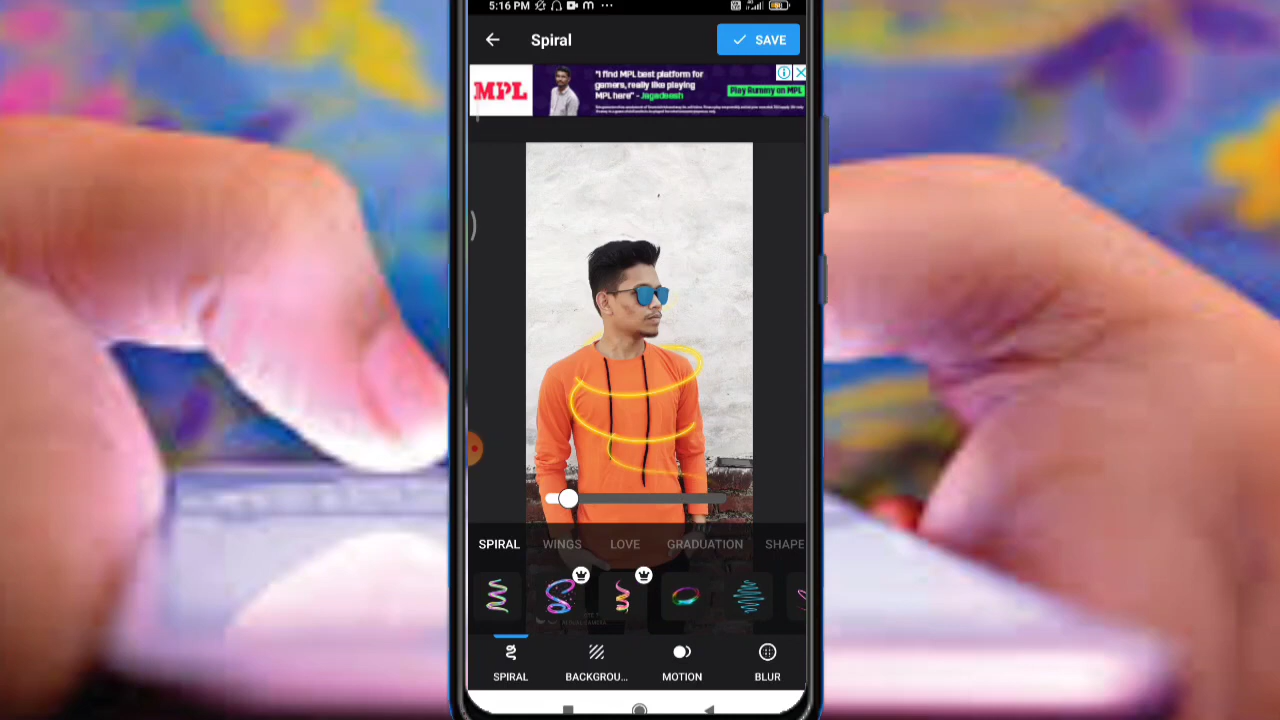 5:16 PM
Spiral
SAVE
MPL
"I find MPL best platform for
gamers, really like playing
MPL here" - Jagadeesh
Play Rummy on MPL
SPIRAL WINGS LOVE GRADUATION SHAPE
SPIRAL BACKGROU... MOTION BLUR